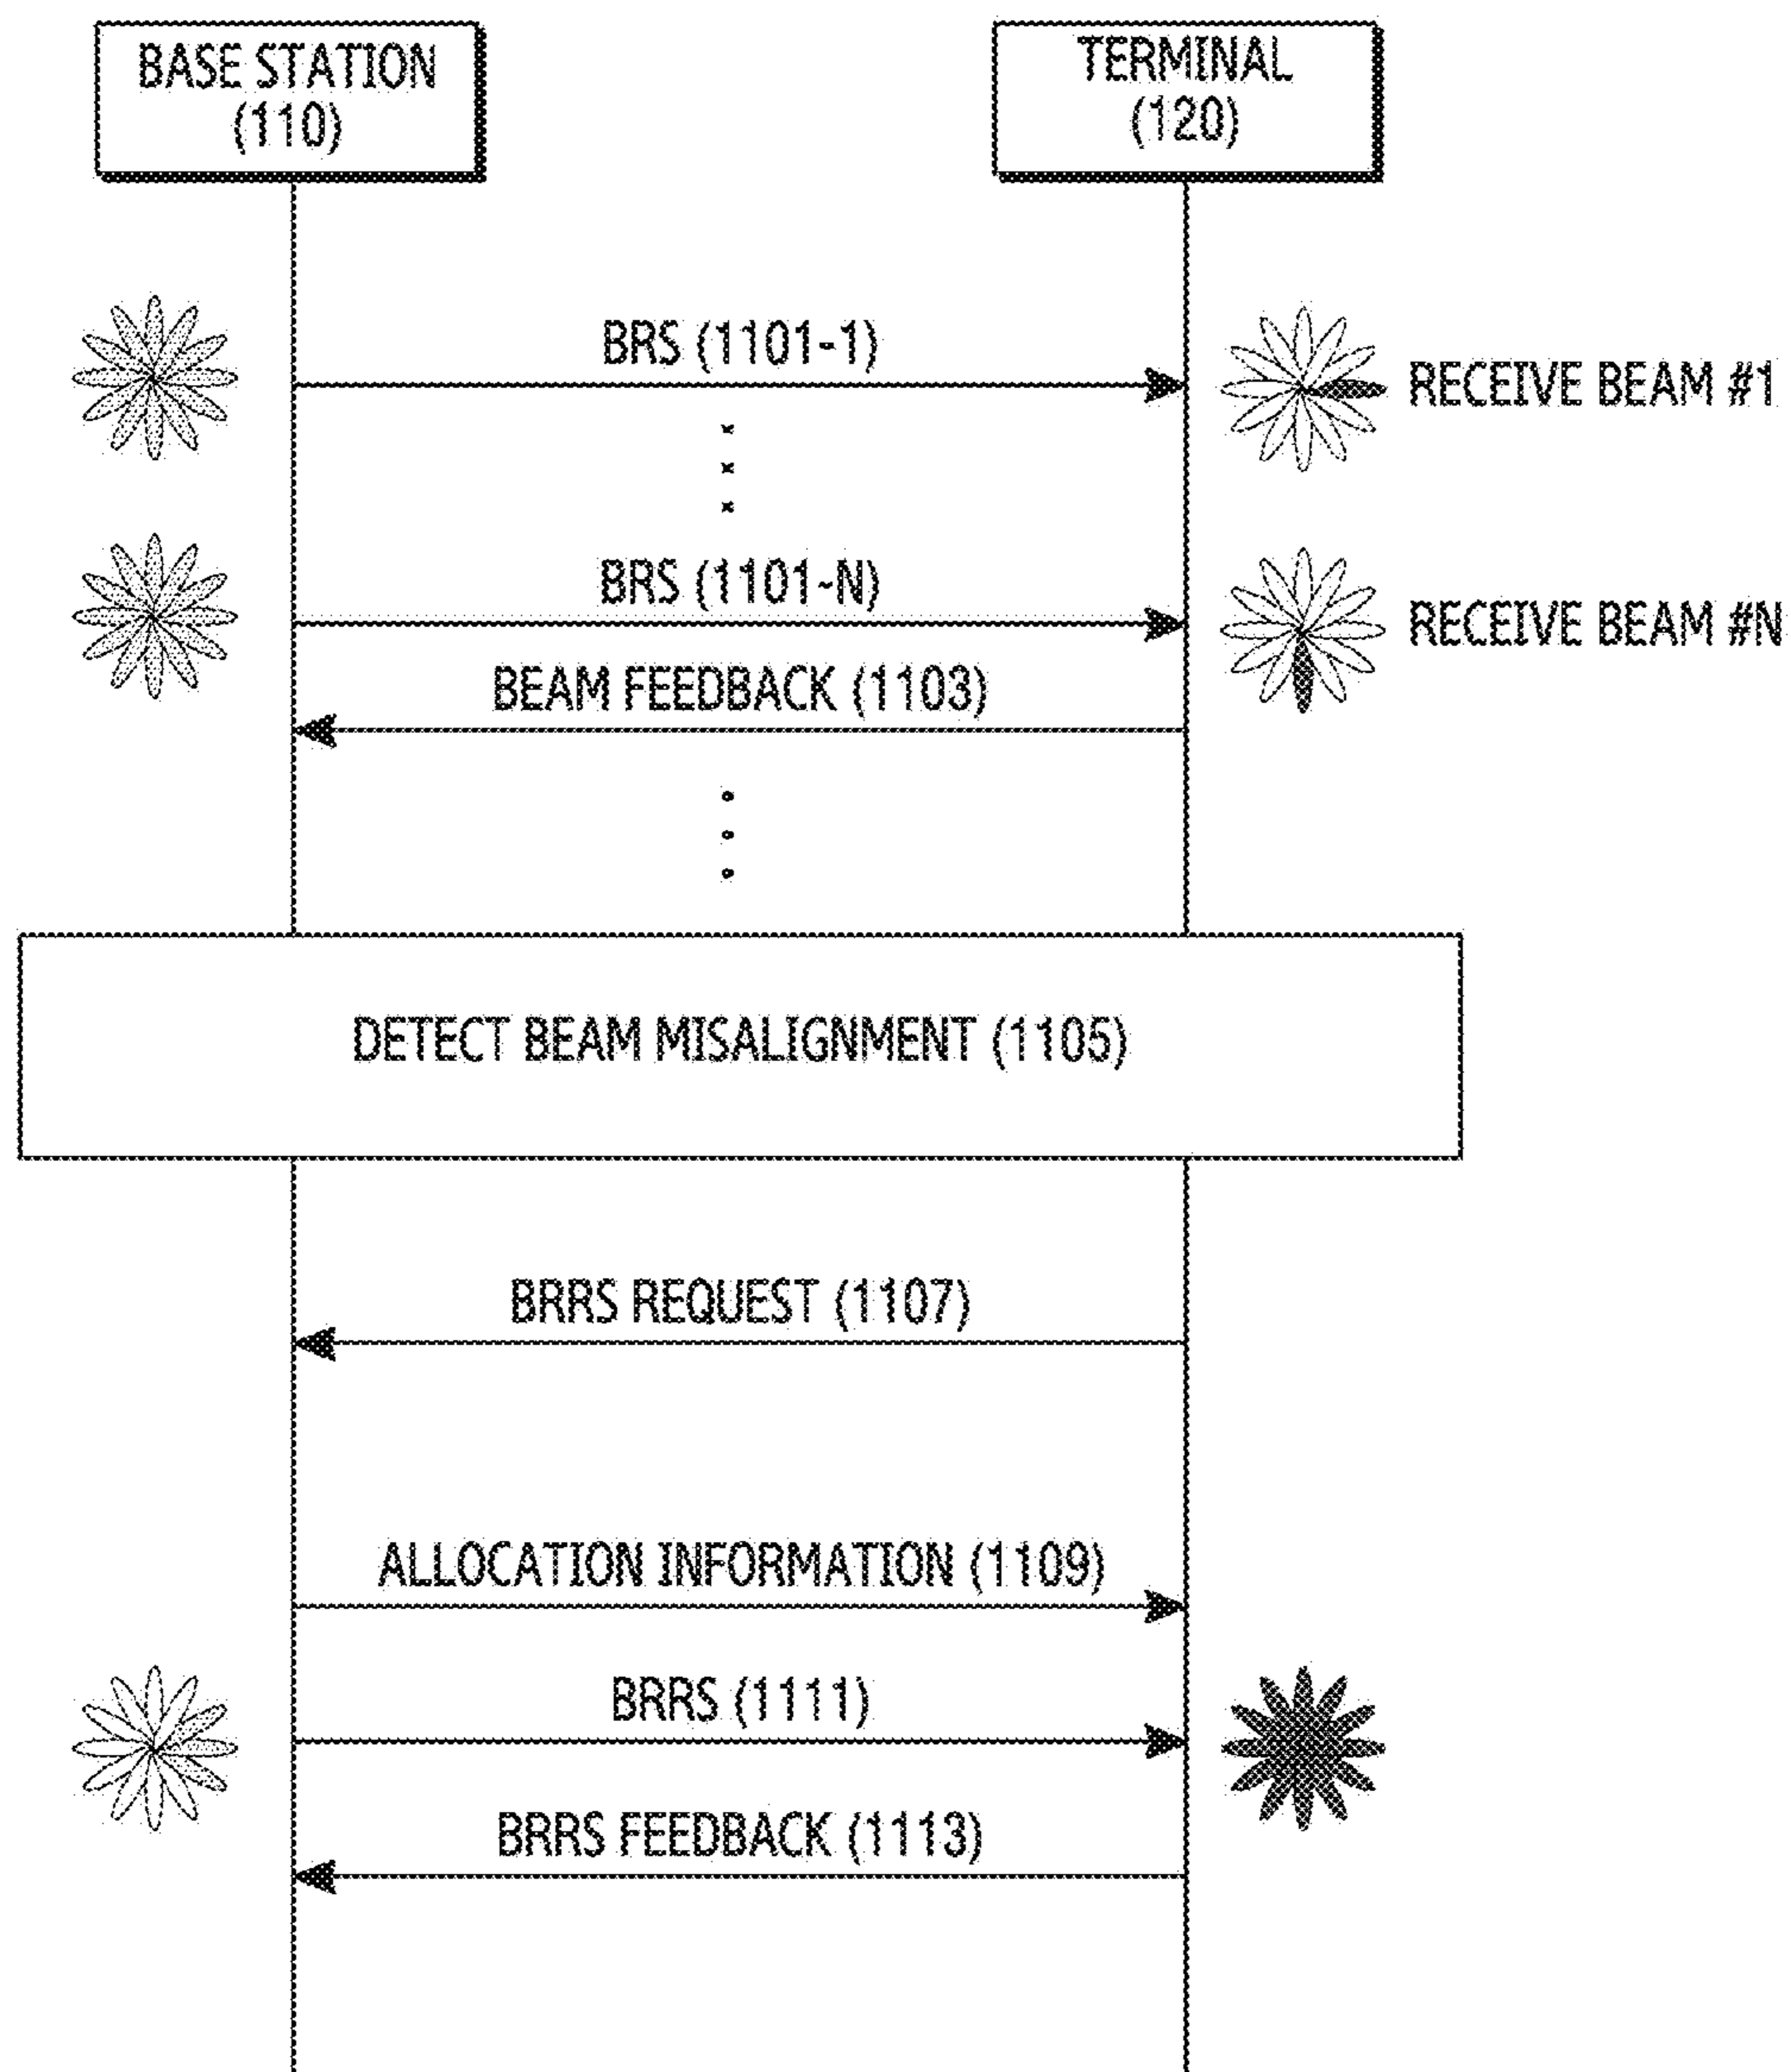 BASE STATION
(110)
TERMINAL
(120)
BRS (1101-1)
RECEIVE BEAM #1
BRS (1101-N)
RECEIVE BEAM #N
BEAM FEEDBACK (1103)
DETECT BEAM MISALIGNMENT (1105)
BRRS REQUEST (1107)
ALLOCATION INFORMATION (1109)
BRRS (1111)
BRRS FEEDBACK (1113)